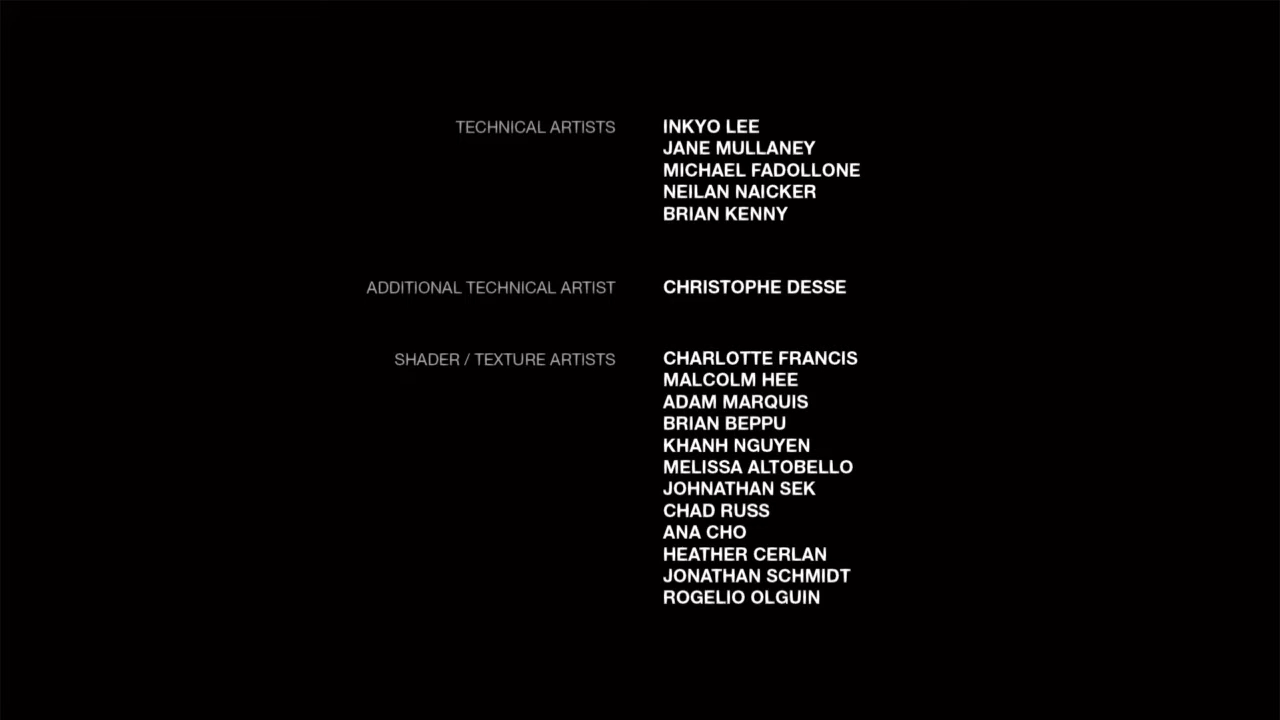 TECHNICAL ARTISTS INKYO LEE
JANE MULLANEY
MICHAEL FADOLLONE
NEILAN NAICKER
BRIAN KENNY
ADDITIONAL TECHNICAL ARTIST CHRISTOPHE DESSE
SHADER / TEXTURE ARTISTS CHARLOTTE FRANCIS
MALCOLM HEE
ADAM MARQUIS
BRIAN BEPPU
KHANH NGUYEN
MELISSA ALTOBELLO
JOHNATHAN SEK
CHAD RUSS
ANA CHO
HEATHER CERLAN
JONATHAN SCHMIDT
ROGELIO OLGUIN